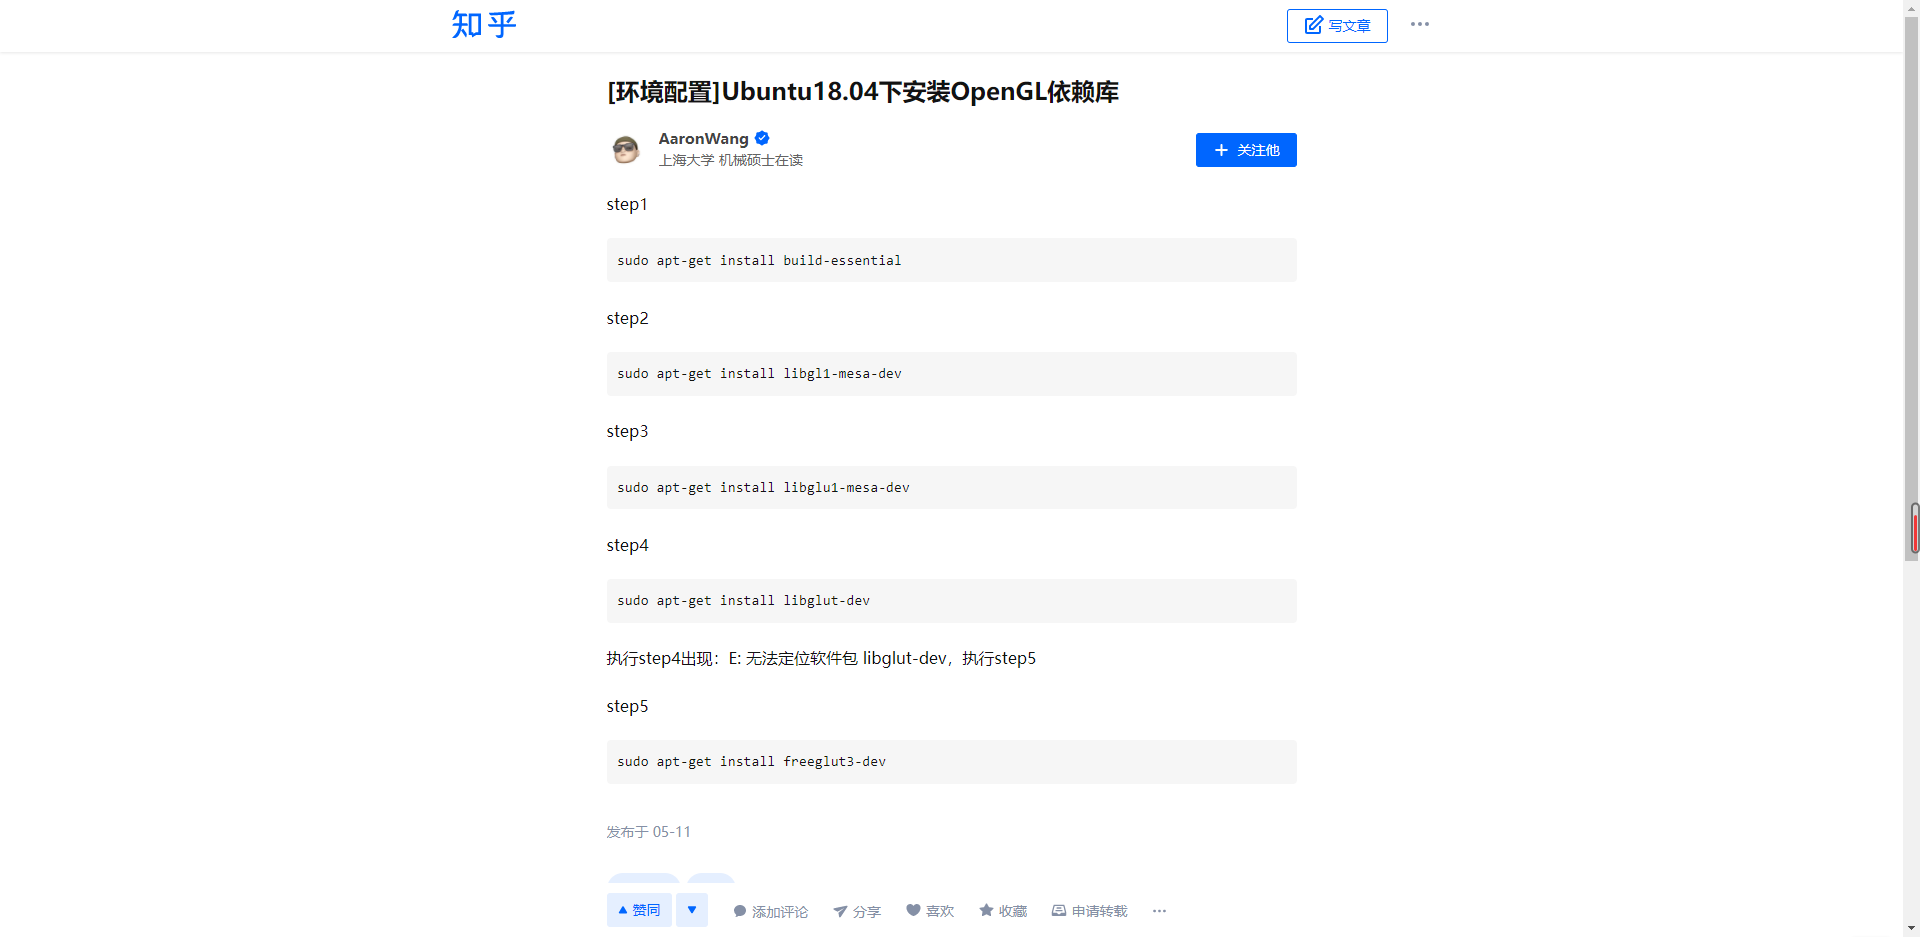 知乎
写文章
[环境配置]Ubuntu18.04下安装OpenGL依赖库
AaronWang
上海大学 机械硕士在读
关注他
step1
sudo apt-get install build-essential
step2
sudo apt-get install libgl1-mesa-dev
step3
sudo apt-get install libglu1-mesa-dev
step4
sudo apt-get install libglut-dev
执行step4出现：E: 无法定位软件包 libglut-dev，执行step5
step5
sudo apt-get install freeglut3-dev
发布于 05-11
赞同
添加评论
分享
喜欢
收藏
申请转载